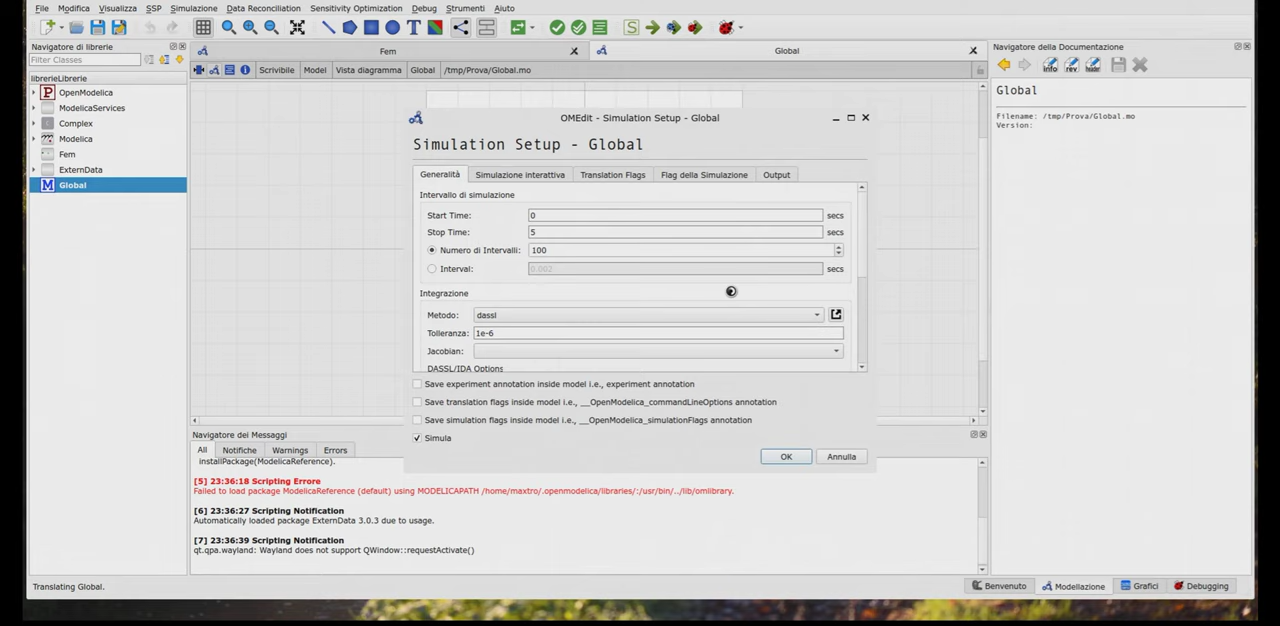 File Modifica Visualizza SSP Simulazione Data Reconciliation Sensitivity Optimization Debug Strumenti Aiuto
Navigatore di librerie
Filter Classes
librerieLibrerie
OpenModelica
ModelicaServices
Complex
Modelica
Fem
ExternData
Global
Fem
Global
Scrivibile Model Vista diagramma Global /tmp/Prova/Global.mo
OMEdit - Simulation Setup - Global
Simulation Setup - Global
Generalità Simulazione interattiva Translation Flags Flag della Simulazione Output
Intervallo di simulazione
Start Time: 0 secs
Stop Time: 5 secs
Numero di Intervalli: 100
Interval: 0.002 secs
Integrazione
Metodo: dassl
Tolleranza: 1e-6
Jacobian:
DASSL/IDA Options
Save experiment annotation inside model i.e., experiment annotation
Save translation flags inside model i.e., __OpenModelica_commandLineOptions annotation
Save simulation flags inside model i.e., __OpenModelica_simulationFlags annotation
Simula
OK Annulla
Navigatore dei Messaggi
All Notifiche Warnings Errors
installPackage(ModelicaReference).
[5] 23:36:18 Scripting Errore
Failed to load package ModelicaReference (default) using MODELICAPATH /home/maxtro/.openmodelica/libraries/:/usr/bin/../lib/omlibrary.
[6] 23:36:27 Scripting Notification
Automatically loaded package ExternData 3.0.3 due to usage.
[7] 23:36:39 Scripting Notification
qt.qpa.wayland: Wayland does not support QWindow::requestActivate()
Navigatore della Documentazione
info rev
Global
Filename: /tmp/Prova/Global.mo
Version:
Translating Global.
Benvenuto Modellazione Grafici Debugging